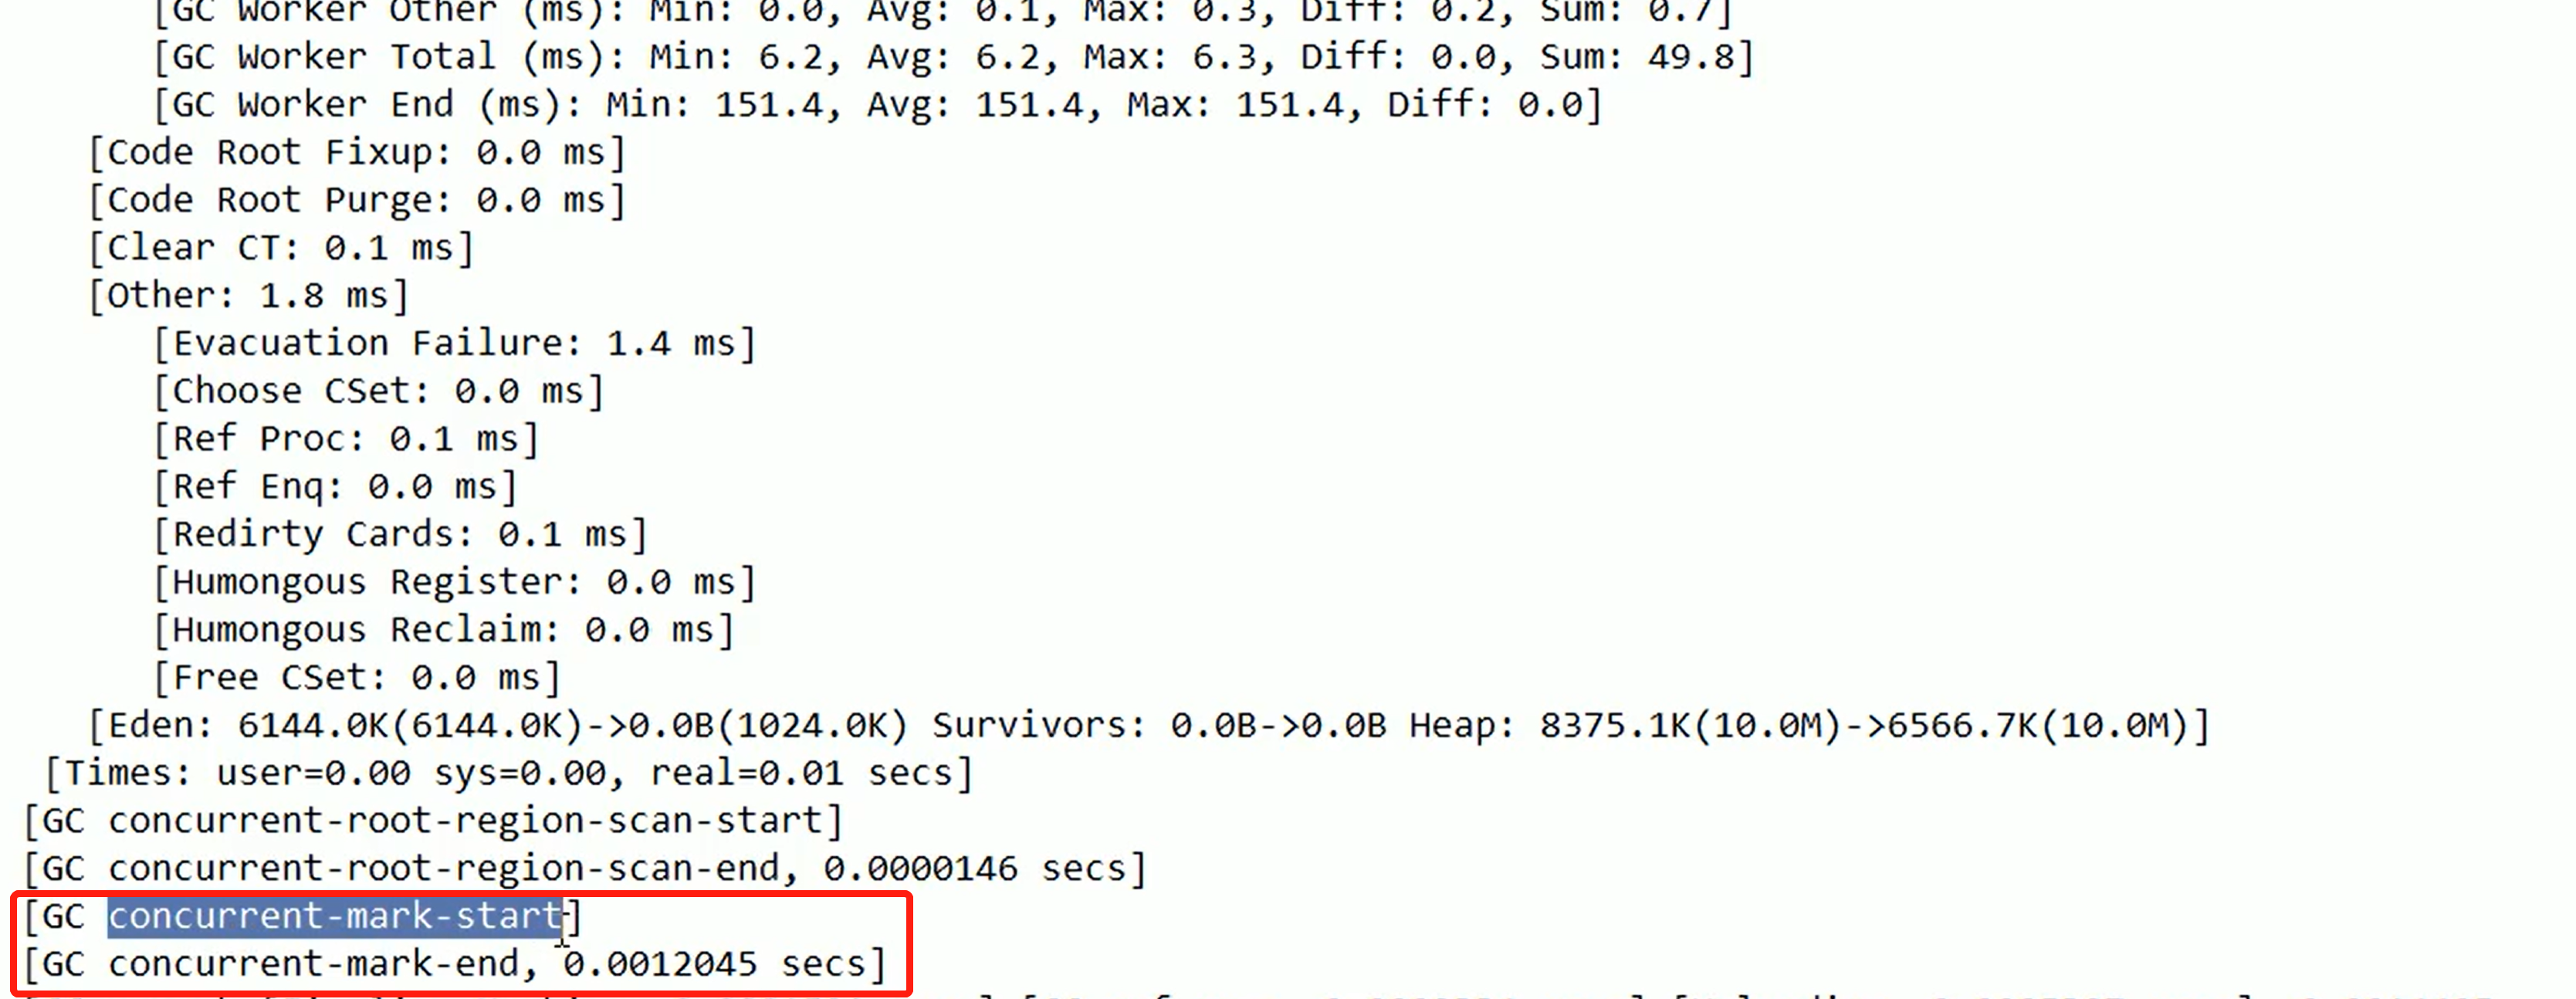 [GC Worker Other (ms): Min: 0.0, Avg: 0.1, Max: 0.3, Diff: 0.2, Sum: 0.7]
[GC Worker Total (ms): Min: 6.2, Avg: 6.2, Max: 6.3, Diff: 0.0, Sum: 49.8]
[GC Worker End (ms): Min: 151.4, Avg: 151.4, Max: 151.4, Diff: 0.0]
[Code Root Fixup: 0.0 ms]
[Code Root Purge: 0.0 ms]
[Clear CT: 0.1 ms]
[Other: 1.8 ms]
[Evacuation Failure: 1.4 ms]
[Choose CSet: 0.0 ms]
[Ref Proc: 0.1 ms]
[Ref Enq: 0.0 ms]
[Redirty Cards: 0.1 ms]
[Humongous Register: 0.0 ms]
[Humongous Reclaim: 0.0 ms]
[Free CSet: 0.0 ms]
[Eden: 6144.0K(6144.0K)->0.0B(1024.0K) Survivors: 0.0B->0.0B Heap: 8375.1K(10.0M)->6566.7K(10.0M)]
[Times: user=0.00 sys=0.00, real=0.01 secs]
[GC concurrent-root-region-scan-start]
[GC concurrent-root-region-scan-end, 0.0000146 secs]
[GC concurrent-mark-start]
[GC concurrent-mark-end, 0.0012045 secs]